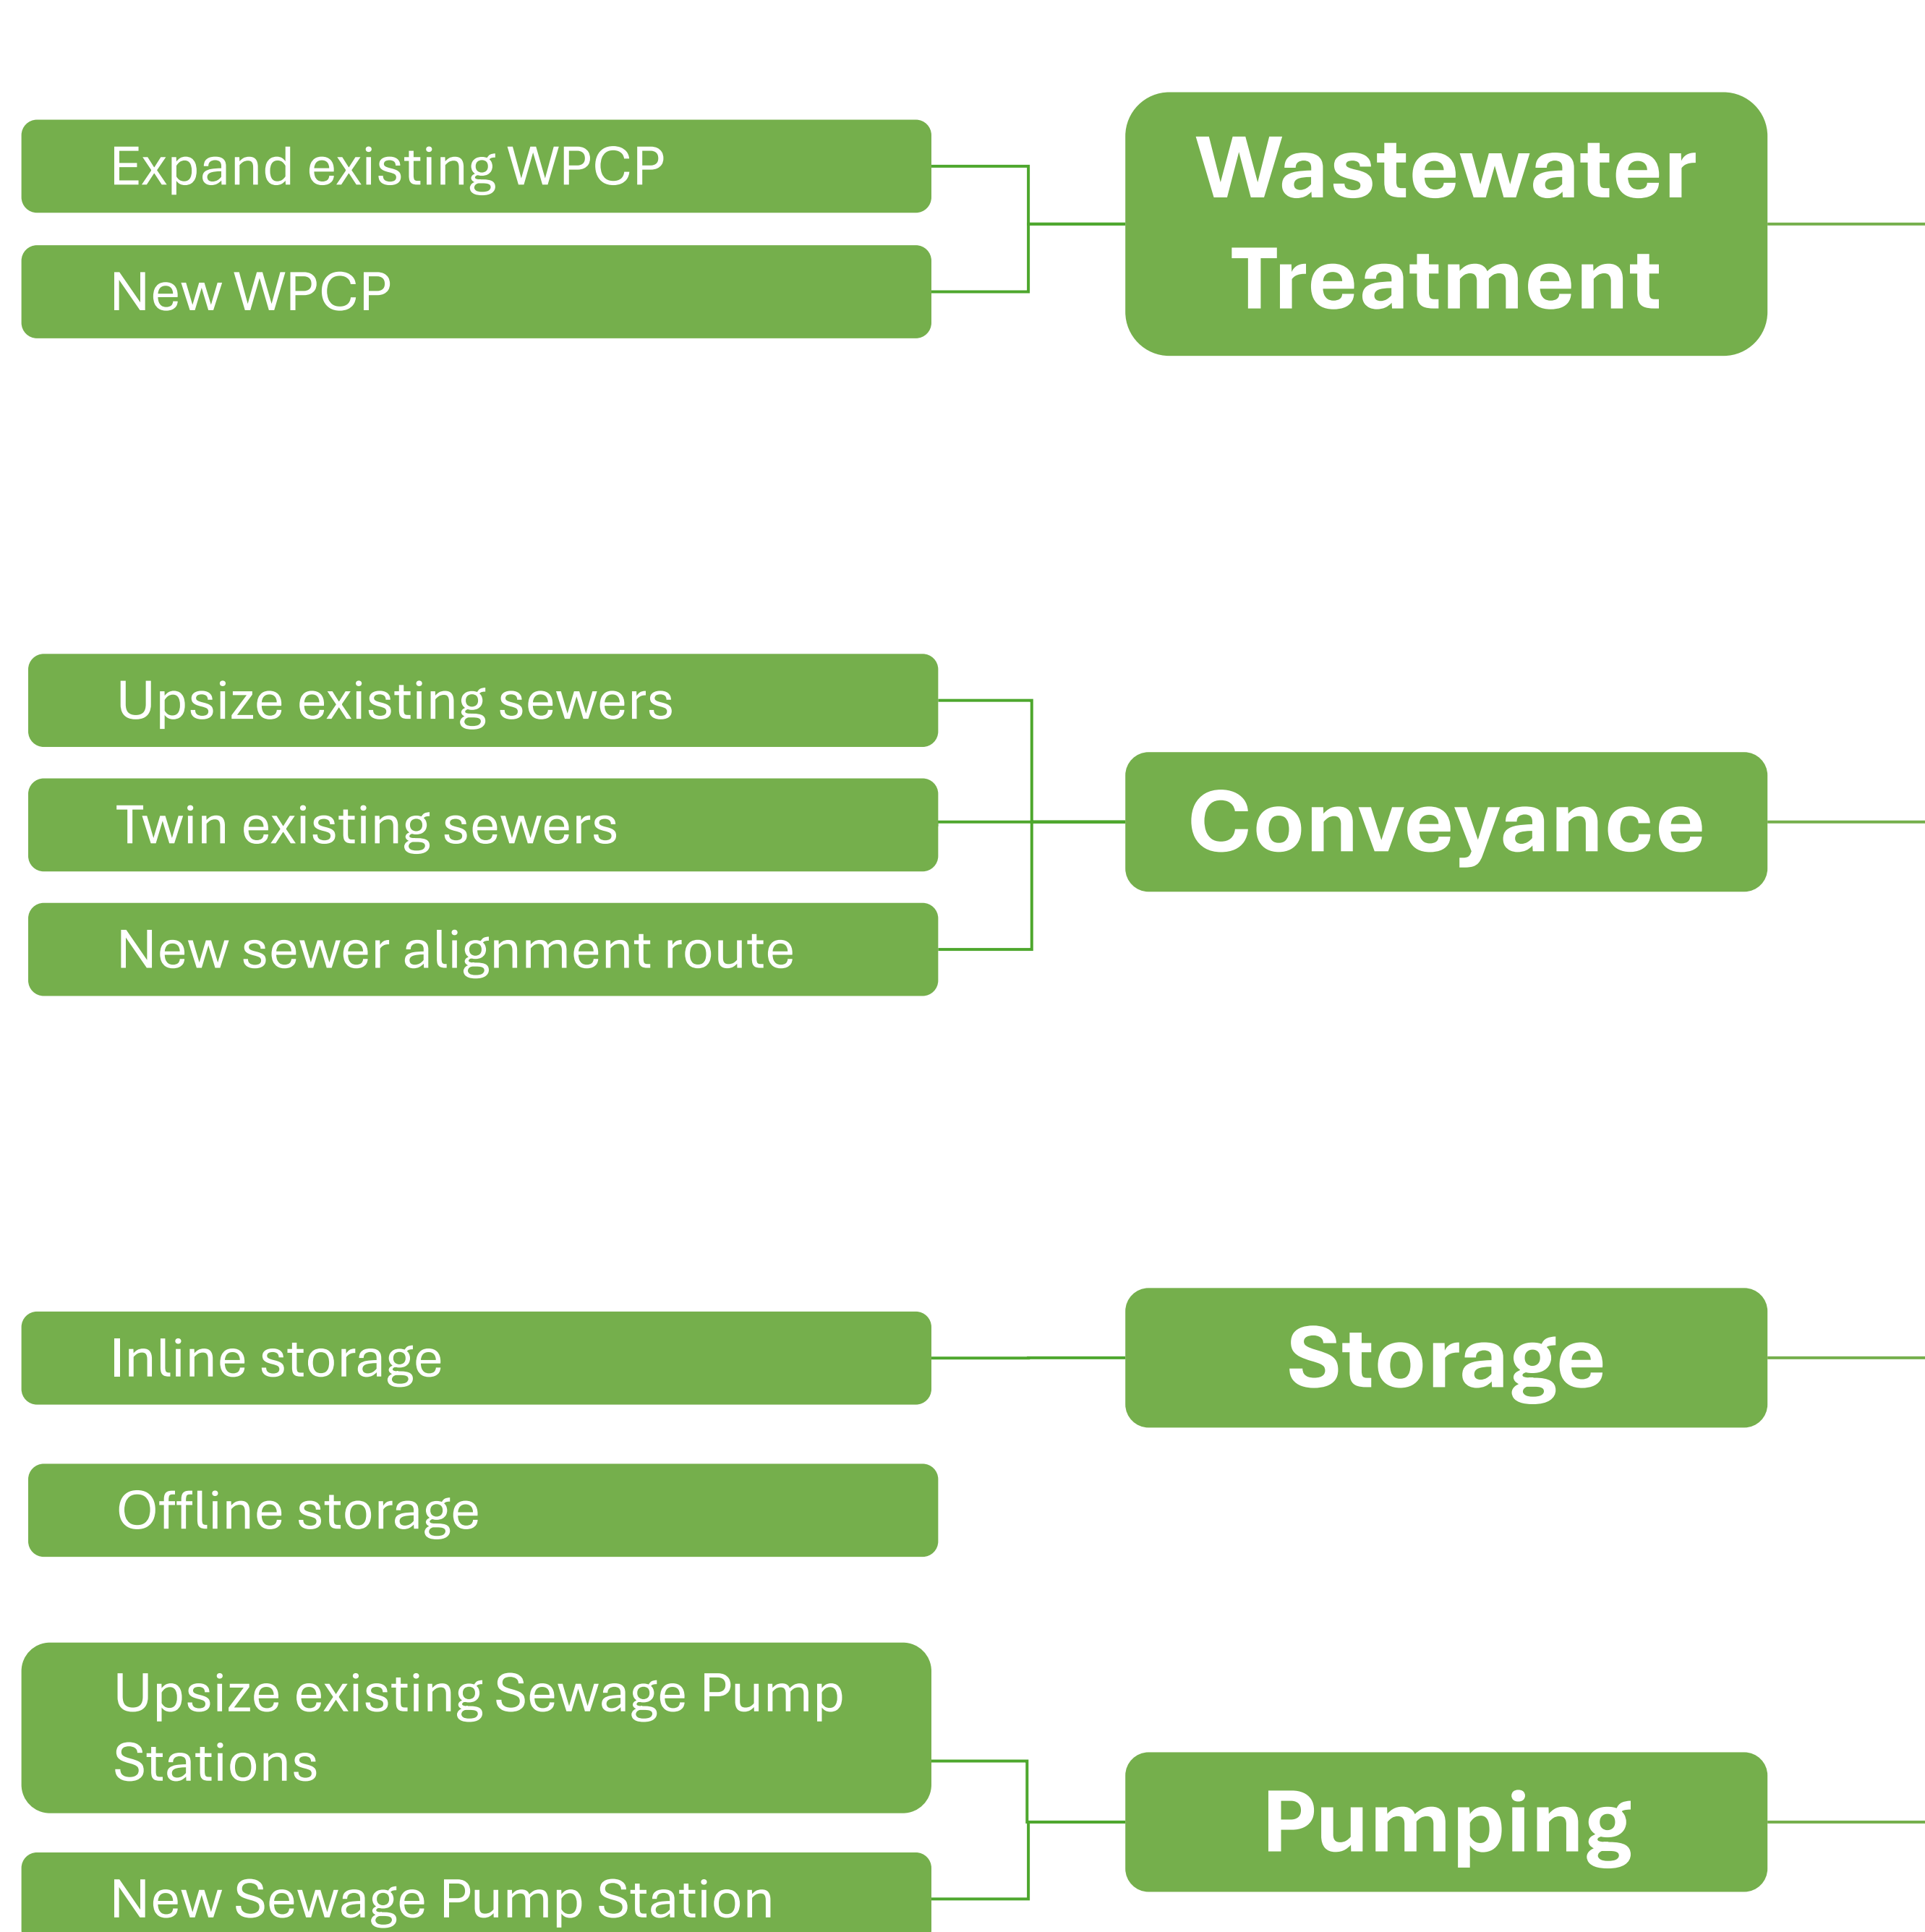 Expand existing WPCP
New WPCP
Wastewater
Treatment
Upsize existing sewers
Twin existing sewers
New sewer alignment route
Conveyance
Inline storage
Offline storage
Storage
Upsize existing Sewage Pump
Stations
New Sewage Pump Station
Pumping